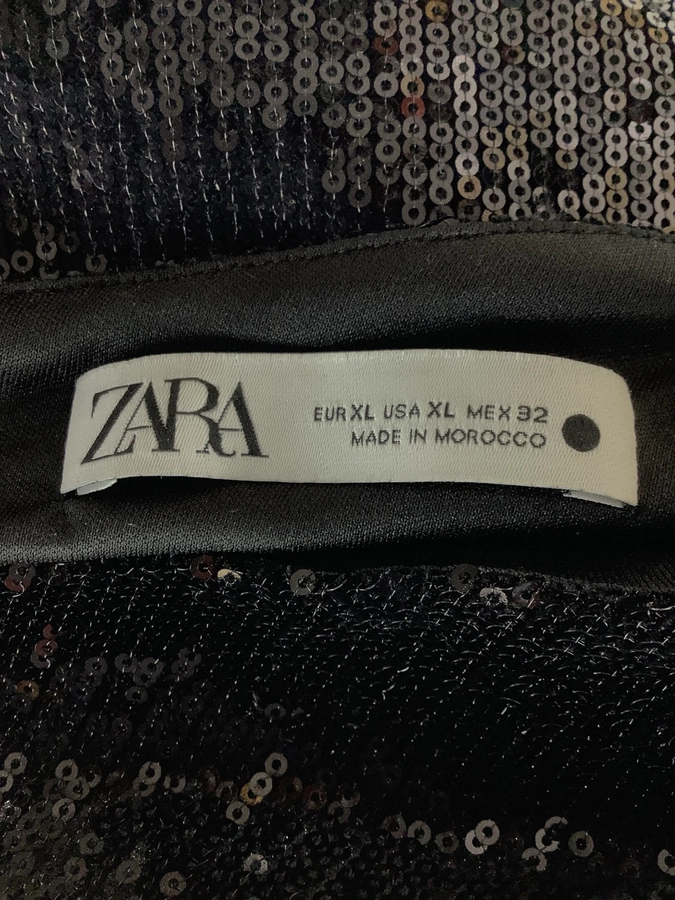 ZARA
EUR XL USA XL MEX 32
MADE IN MOROCCO